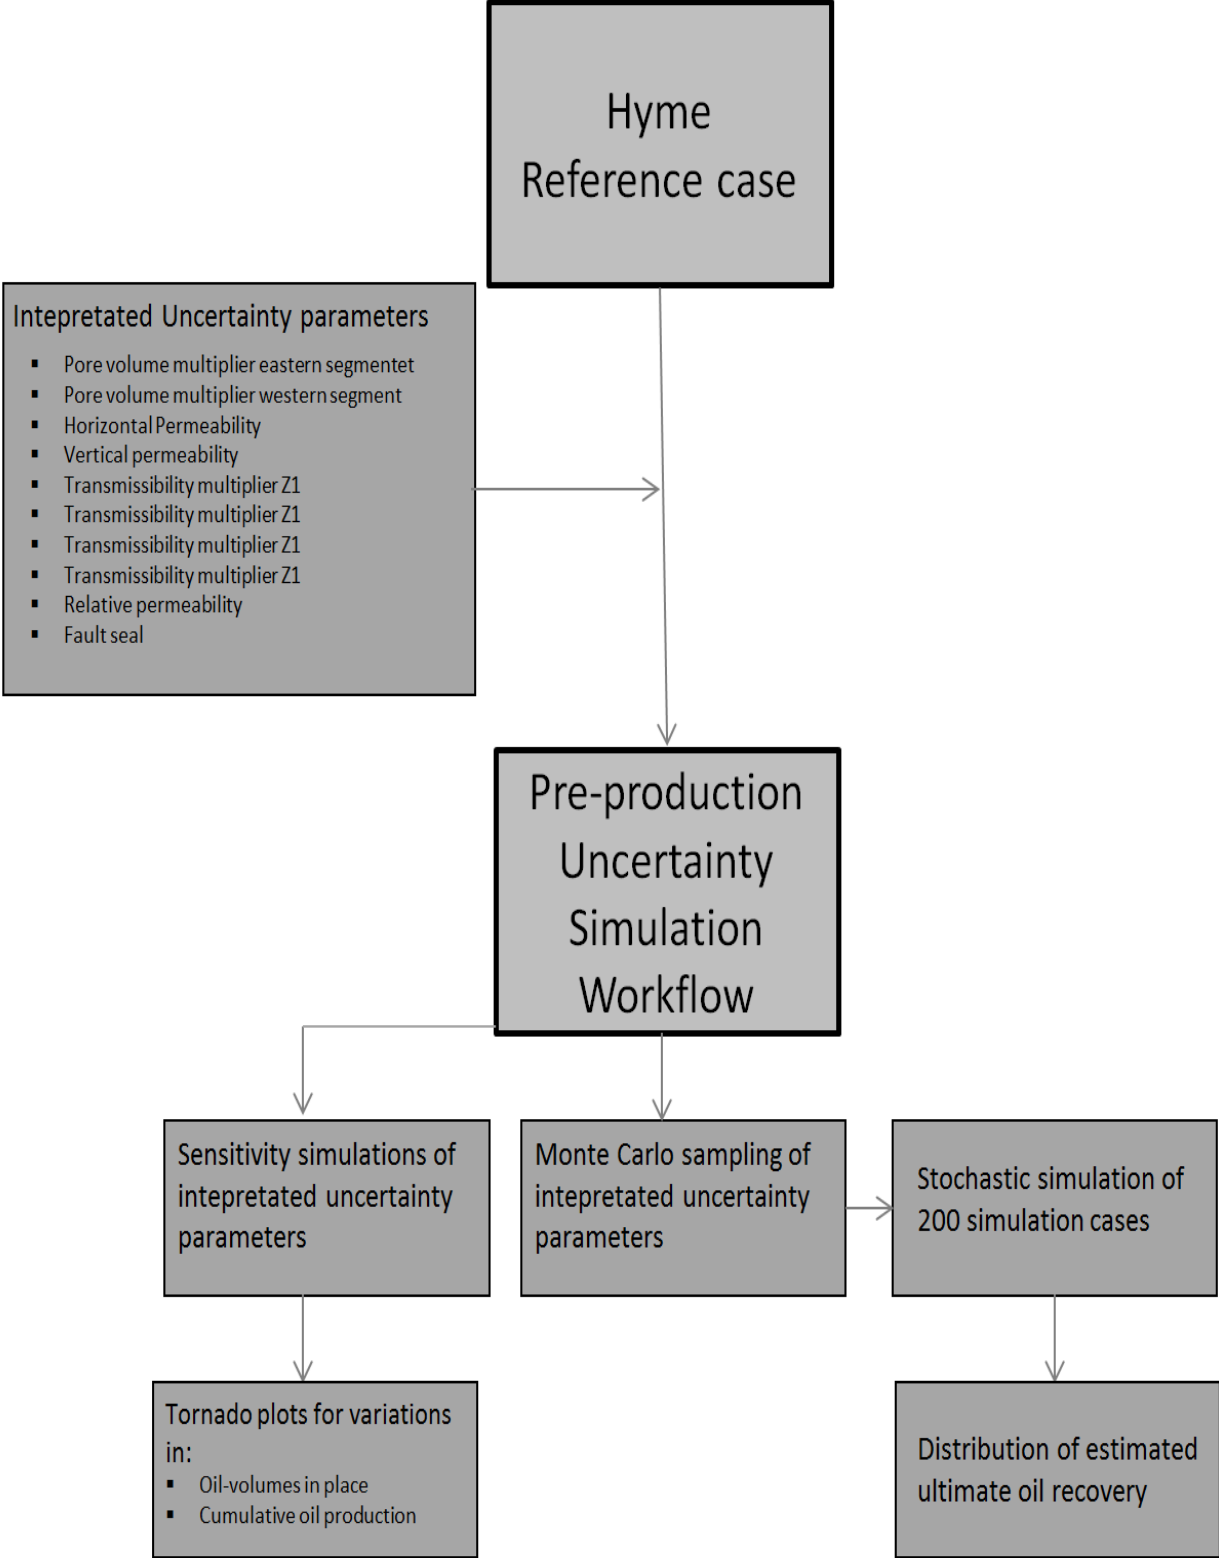 Hyme
Reference case
Intepretated Uncertainty parameters
▪ Pore volume multiplier eastern segmentet
▪ Pore volume multiplier western segment
▪ Horizontal Permeability
▪ Vertical permeability
▪ Transmissibility multiplier Z1
▪ Transmissibility multiplier Z1
▪ Transmissibility multiplier Z1
▪ Transmissibility multiplier Z1
▪ Relative permeability
▪ Fault seal
Pre-production
Uncertainty
Simulation
Workflow
Sensitivity simulations of
intepretated uncertainty
parameters
Monte Carlo sampling of
intepretated uncertainty
parameters
Stochastic simulation of
200 simulation cases
Tornado plots for variations
in:
▪ Oil-volumes in place
▪ Cumulative oil production
Distribution of estimated
ultimate oil recovery